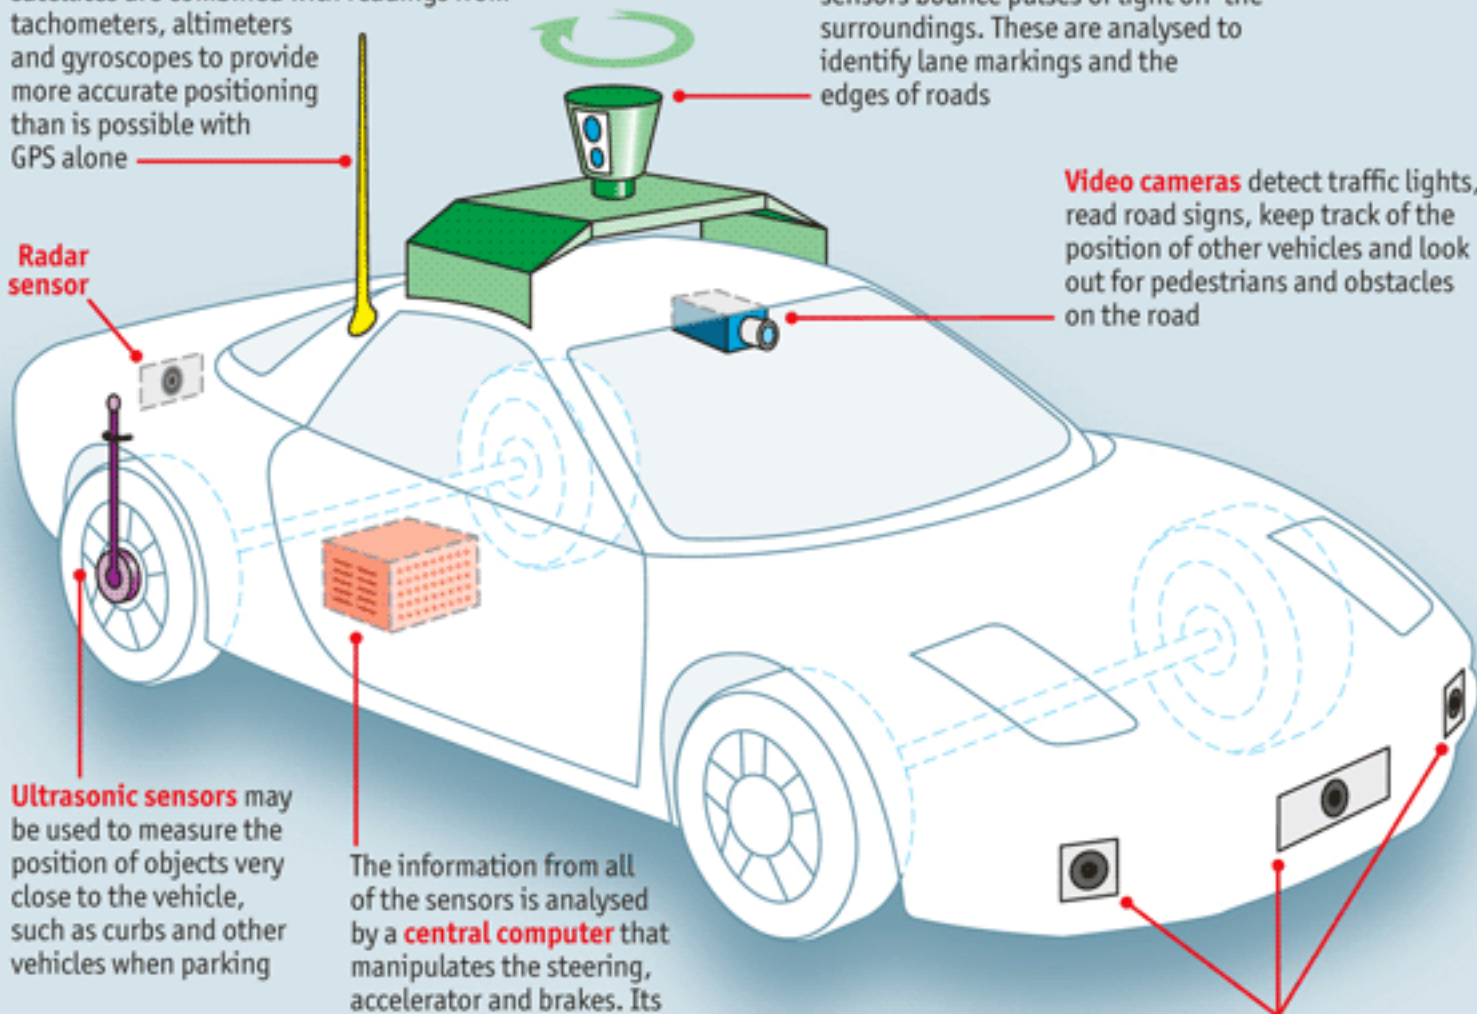 tachometers, altimeters
and gyroscopes to provide
more accurate positioning
than is possible with
GPS alone
surroundings. These are analysed to
identify lane markings and the
edges of roads
Video cameras detect traffic lights,
read road signs, keep track of the
position of other vehicles and look
out for pedestrians and obstacles
on the road
Radar
sensor
Ultrasonic sensors may
be used to measure the
position of objects very
close to the vehicle,
such as curbs and other
vehicles when parking
The information from all
of the sensors is analysed
by a central computer that
manipulates the steering,
accelerator and brakes. Its